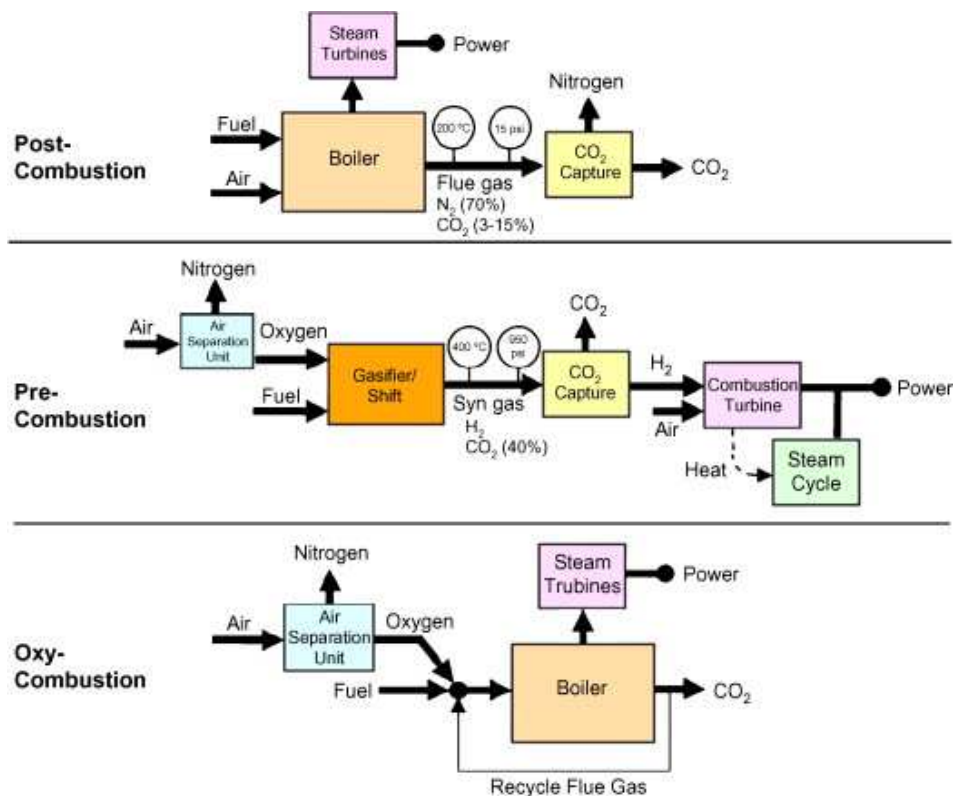 Steam
Turbines
Power
Nitrogen
Fuel
200 ºC
15 psi
Post-
Combustion
Boiler
CO₂
Capture
CO₂
Air
Flue gas
N₂ (70%)
CO₂ (3-15%)
Nitrogen
CO₂
Air
Air
Separation
Unit
Oxygen
400 ºC
950
psi
H₂
Pre-
Combustion
Gasifier/
Shift
CO₂
Capture
Combustion
Turbine
Power
Fuel
Syn gas
H₂
CO₂ (40%)
Air
Heat
Steam
Cycle
Nitrogen
Steam
Trubines
Power
Air
Air
Separation
Unit
Oxygen
Oxy-
Combustion
Fuel
Boiler
CO₂
Recycle Flue Gas